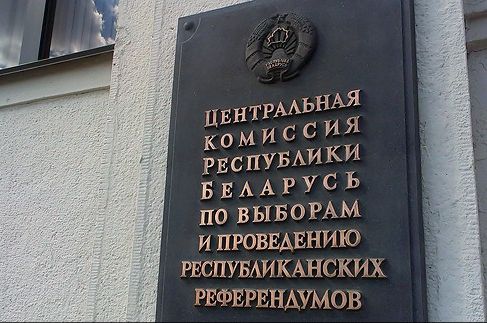 ЦЕНТРАЛЬНАЯ
КОМИССИЯ
РЕСПУБЛИКИ
БЕЛАРУСЬ
ПО ВЫБОРАМ
И ПРОВЕДЕНИЮ
РЕСПУБЛИКАНСКИХ
РЕФЕРЕНДУМОВ